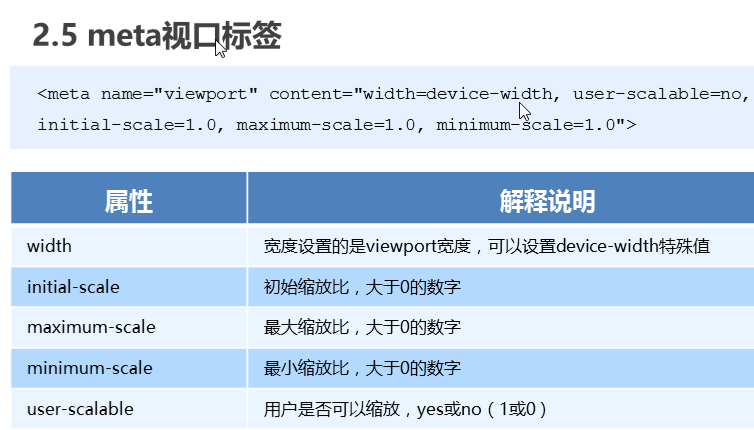 2.5 meta视口标签
<meta name="viewport" content="width=device-width, user-scalable=no,
initial-scale=1.0, maximum-scale=1.0, minimum-scale=1.0">
属性 解释说明
width 宽度设置的是viewport宽度，可以设置device-width特殊值
initial-scale 初始缩放比，大于0的数字
maximum-scale 最大缩放比，大于0的数字
minimum-scale 最小缩放比，大于0的数字
user-scalable 用户是否可以缩放，yes或no（1或0）